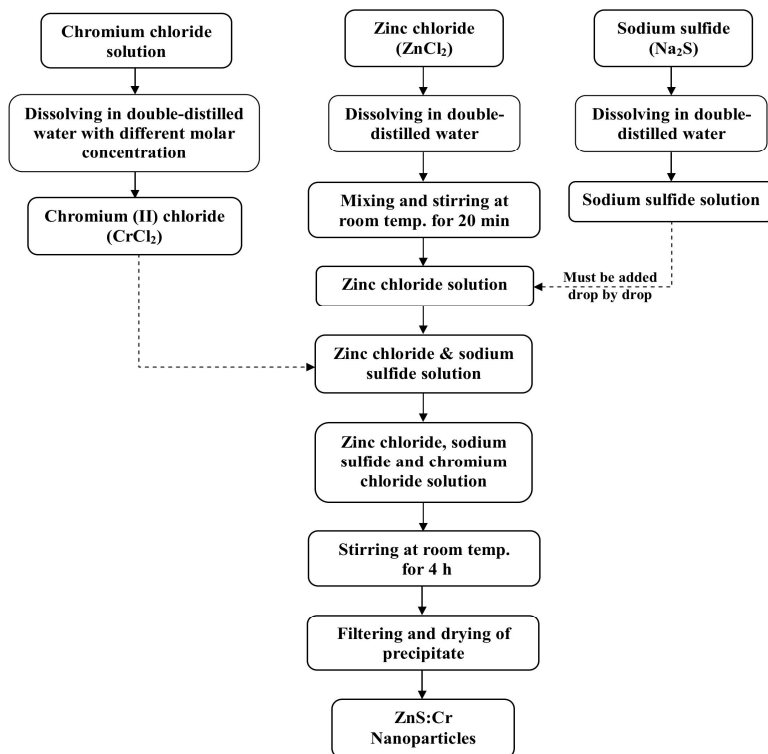 Chromium chloride
solution
Zinc chloride
(ZnCl₂)
Sodium sulfide
(Na₂S)
Dissolving in double-distilled
water with different molar
concentration
Dissolving in double-
distilled water
Dissolving in double-
distilled water
Chromium (II) chloride
(CrCl₂)
Mixing and stirring at
room temp. for 20 min
Sodium sulfide solution
Zinc chloride solution
Must be added
drop by drop
Zinc chloride & sodium
sulfide solution
Zinc chloride, sodium
sulfide and chromium
chloride solution
Stirring at room temp.
for 4 h
Filtering and drying of
precipitate
ZnS:Cr
Nanoparticles